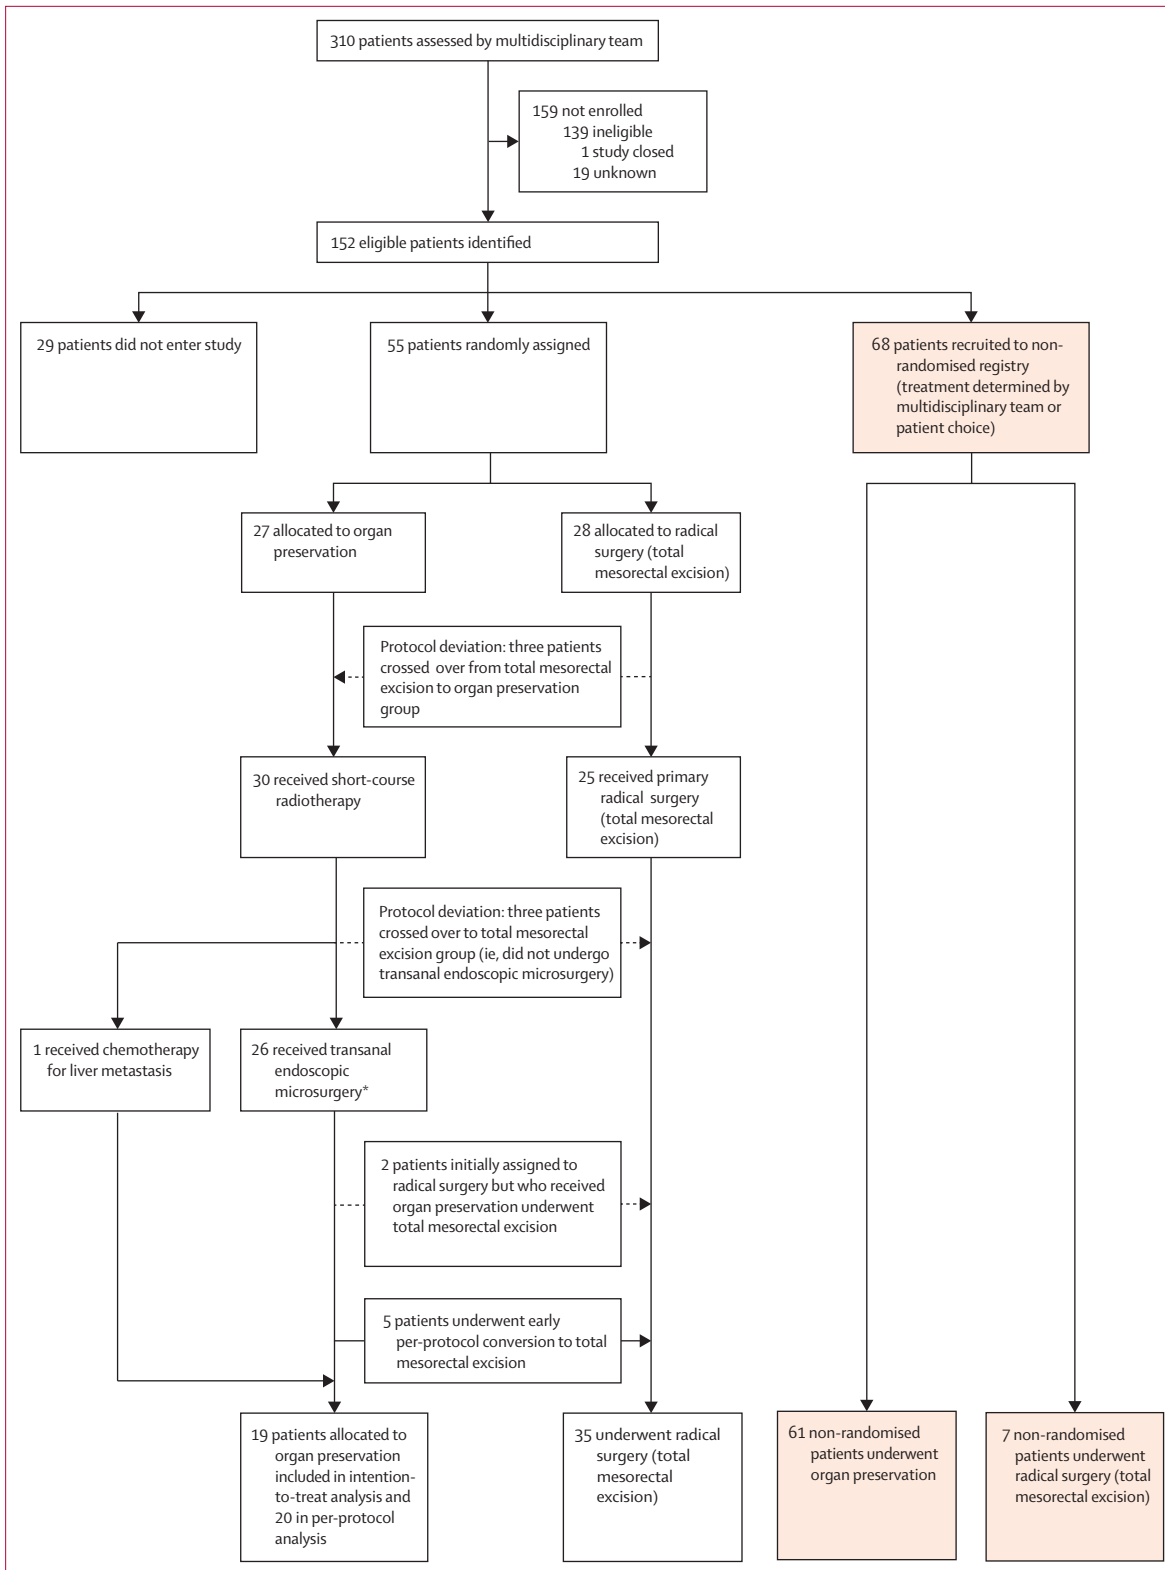 310 patients assessed by multidisciplinary team
159 not enrolled
139 ineligible
1 study closed
19 unknown
152 eligible patients identified
29 patients did not enter study
55 patients randomly assigned
68 patients recruited to non-
randomised registry
(treatment determined by
multidisciplinary team or
patient choice)
27 allocated to organ
preservation
28 allocated to radical
surgery (total
mesorectal excision)
Protocol deviation: three patients
crossed over from total mesorectal
excision to organ preservation
group
30 received short-course
radiotherapy
25 received primary
radical surgery
(total mesorectal
excision)
Protocol deviation: three patients
crossed over to total mesorectal
excision group (ie, did not undergo
transanal endoscopic microsurgery)
1 received chemotherapy
for liver metastasis
26 received transanal
endoscopic
microsurgery*
2 patients initially assigned to
radical surgery but who received
organ preservation underwent
total mesorectal excision
5 patients underwent early
per-protocol conversion to total
mesorectal excision
19 patients allocated to
organ preservation
included in intention-
to-treat analysis and
20 in per-protocol
analysis
35 underwent radical
surgery (total
mesorectal
excision)
61 non-randomised
patients underwent
organ preservation
7 non-randomised
patients underwent
radical surgery (total
mesorectal excision)